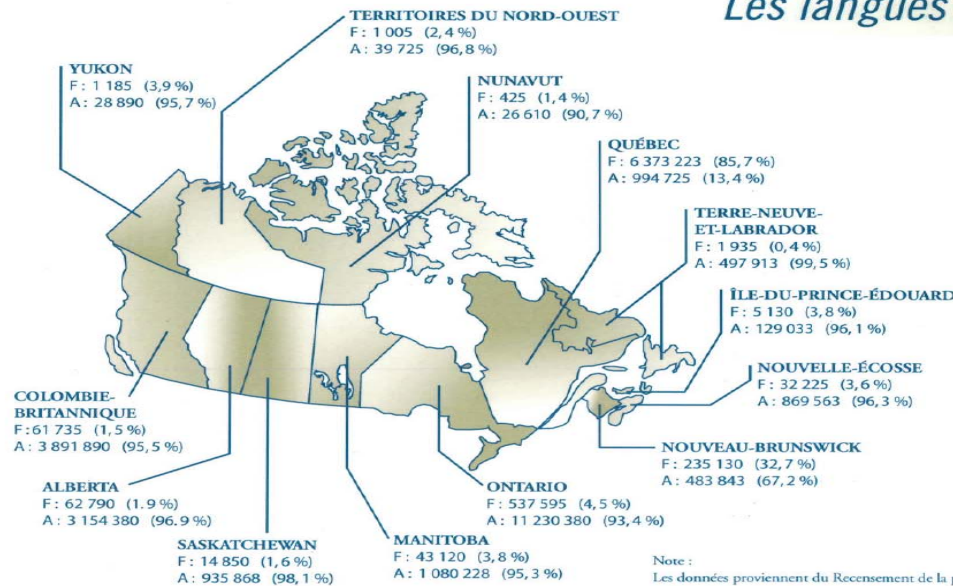 Les langues
TERRITOIRES DU NORD-OUEST
F : 1 005 (2,4 %)
A : 39 725 (96,8 %)
YUKON
F : 1 185 (3,9 %)
A : 28 890 (95,7 %)
NUNAVUT
F : 425 (1,4 %)
A : 26 610 (90,7 %)
QUÉBEC
F : 6 373 223 (85,7 %)
A : 994 725 (13,4 %)
TERRE-NEUVE-
ET-LABRADOR
F : 1 935 (0,4 %)
A : 497 913 (99,5 %)
ÎLE-DU-PRINCE-ÉDOUARD
F : 5 130 (3,8 %)
A : 129 033 (96,1 %)
NOUVELLE-ÉCOSSE
F : 32 225 (3,6 %)
A : 869 563 (96,3 %)
NOUVEAU-BRUNSWICK
F : 235 130 (32,7 %)
A : 483 843 (67,2 %)
COLOMBIE-
BRITANNIQUE
F : 61 735 (1,5 %)
A : 3 891 890 (95,5 %)
ALBERTA
F : 62 790 (1.9 %)
A : 3 154 380 (96.9 %)
SASKATCHEWAN
F : 14 850 (1,6 %)
A : 935 868 (98,1 %)
MANITOBA
F : 43 120 (3,8 %)
A : 1 080 228 (95,3 %)
ONTARIO
F : 537 595 (4,5 %)
A : 11 230 380 (93,4 %)
Note :
Les données proviennent du Recensement de la